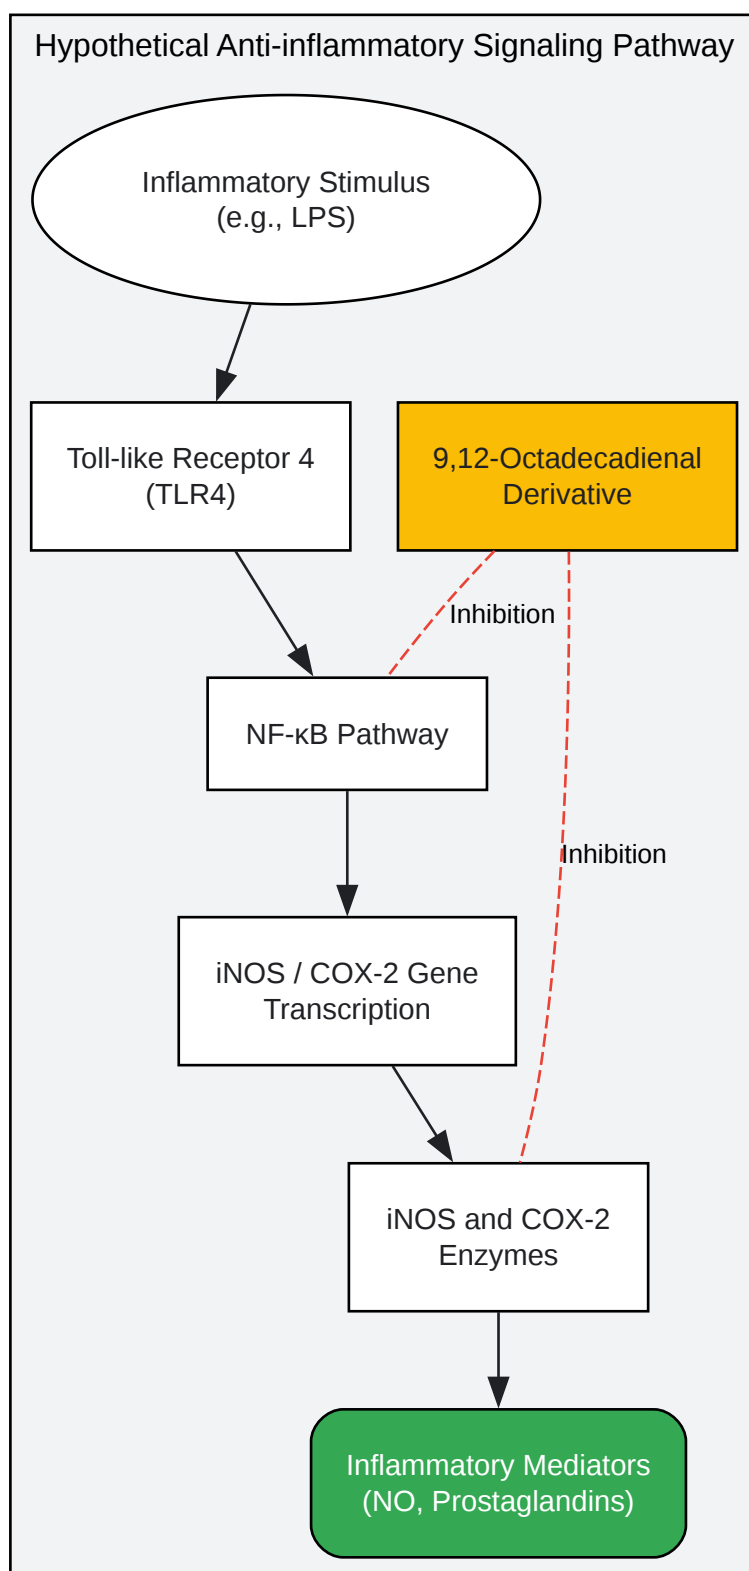 Hypothetical Anti-inflammatory Signaling Pathway
Inflammatory Stimulus
(e.g., LPS)
Toll-like Receptor 4
(TLR4)
9,12-Octadecadienal
Derivative
Inhibition
NF-κB Pathway
Inhibition
iNOS / COX-2 Gene
Transcription
iNOS and COX-2
Enzymes
Inflammatory Mediators
(NO, Prostaglandins)